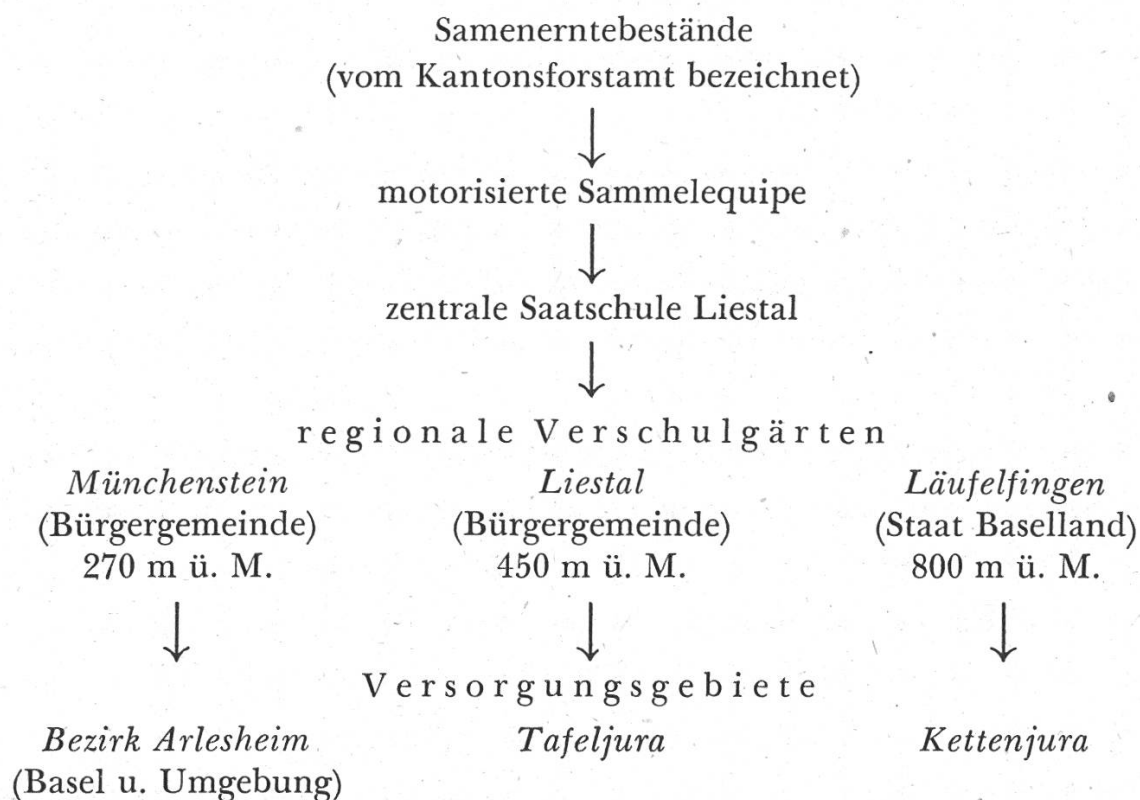 Samenerntebestände
(vom Kantonsforstamt bezeichnet)
motorisierte Sammelequipe
zentrale Saatschule Liestal
regionale Verschulgärten
Münchenstein Liestal Läufelfingen
(Bürgergemeinde) (Bürgergemeinde) (Staat Baselland)
270 m ü. M. 450 m ü. M. 800 m ü. M.
Versorgungsgebiete
Bezirk Arlesheim Tafeljura Kettenjura
(Basel u. Umgebung)